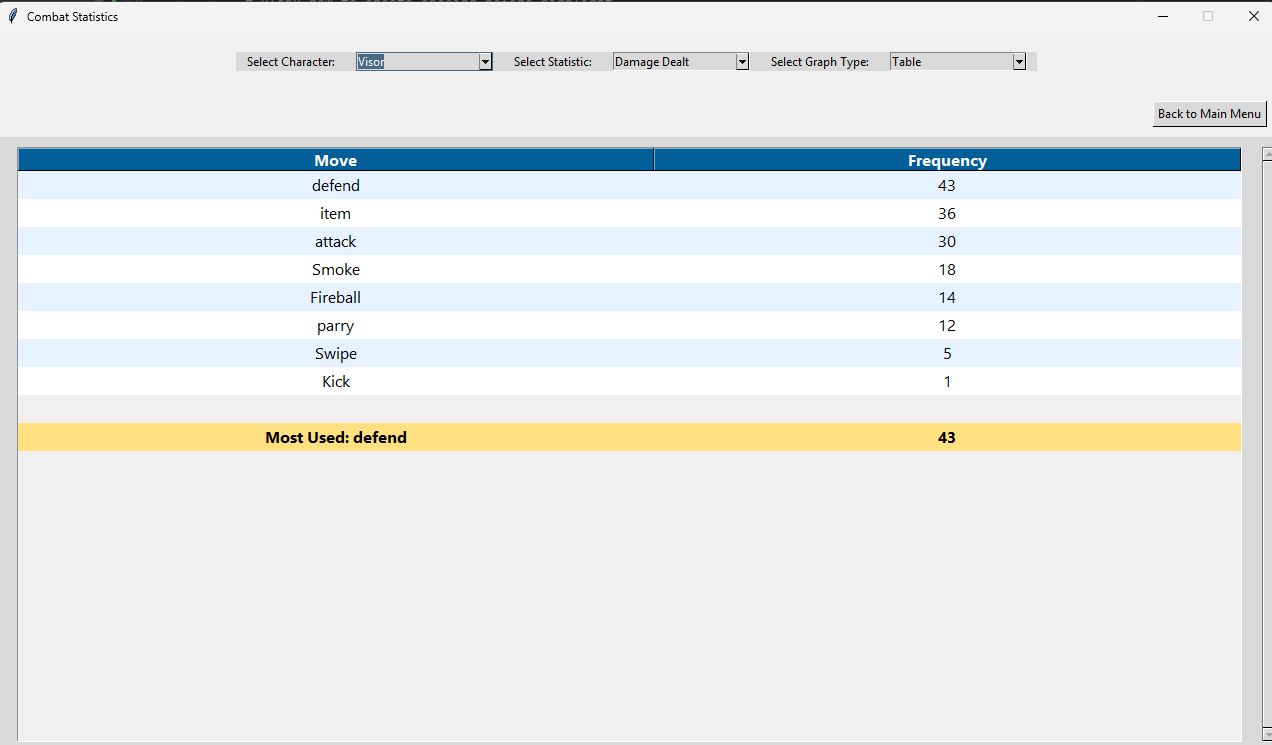 Combat Statistics
Select Character: Visor Select Statistic: Damage Dealt Select Graph Type: Table
Back to Main Menu
Move Frequency
defend 43
item 36
attack 30
Smoke 18
Fireball 14
parry 12
Swipe 5
Kick 1
Most Used: defend 43